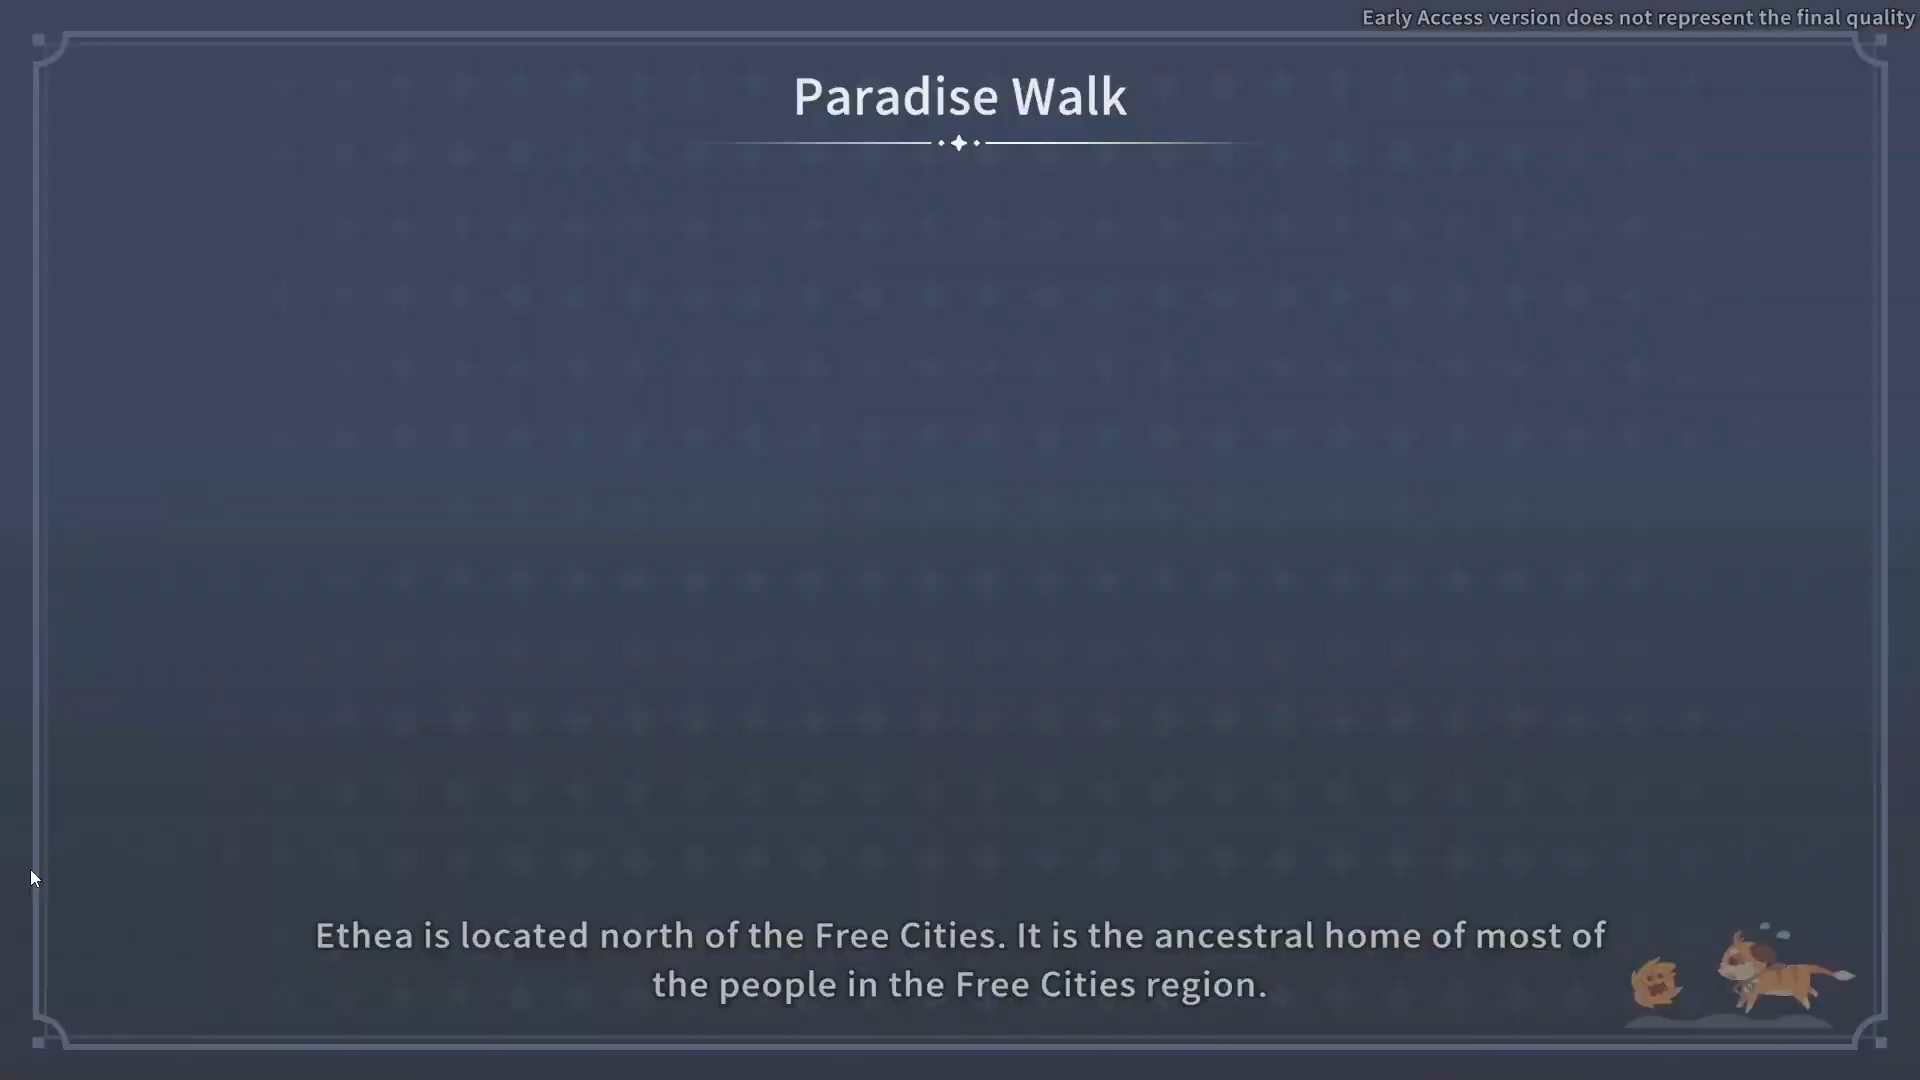 Early Access version does not represent the final quality
Paradise Walk
Ethea is located north of the Free Cities. It is the ancestral home of most of
the people in the Free Cities region.